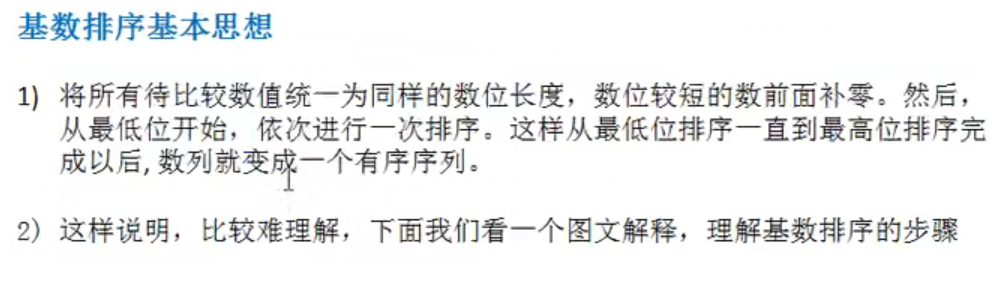 基数排序基本思想
1) 将所有待比较数值统一为同样的数位长度，数位较短的数前面补零。然后，
从最低位开始，依次进行一次排序。这样从最低位排序一直到最高位排序完
成以后, 数列就变成一个有序序列。
2) 这样说明，比较难理解，下面我们看一个图文解释，理解基数排序的步骤